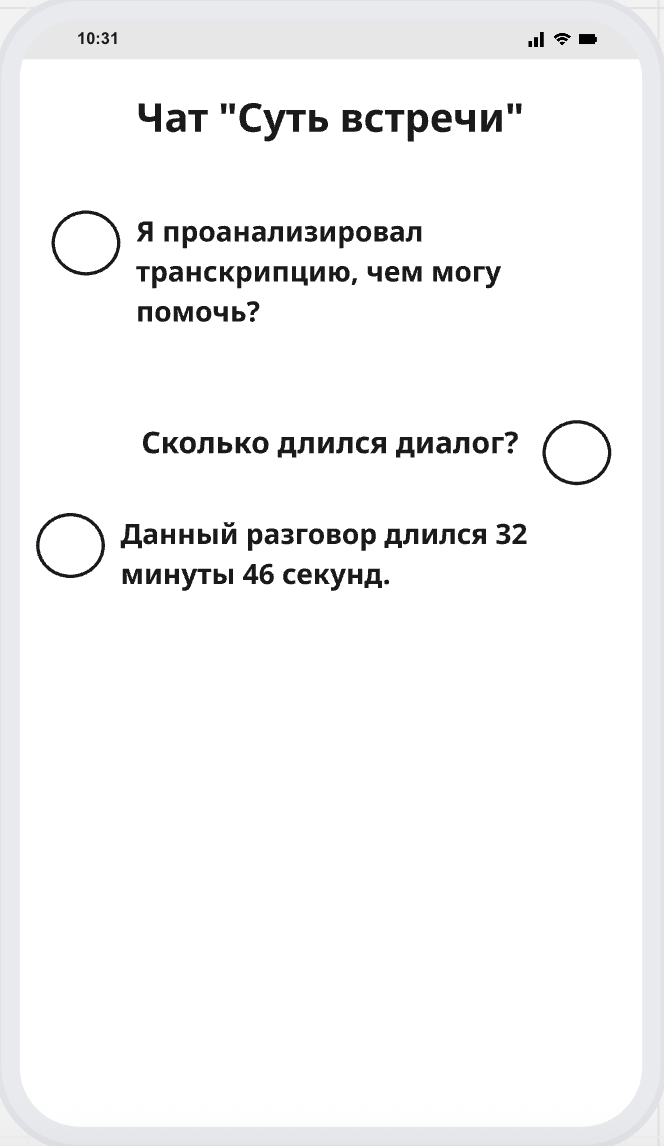 10:31
Чат "Суть встречи"
Я проанализировал
транскрипцию, чем могу
помочь?
Сколько длился диалог?
Данный разговор длился 32
минуты 46 секунд.